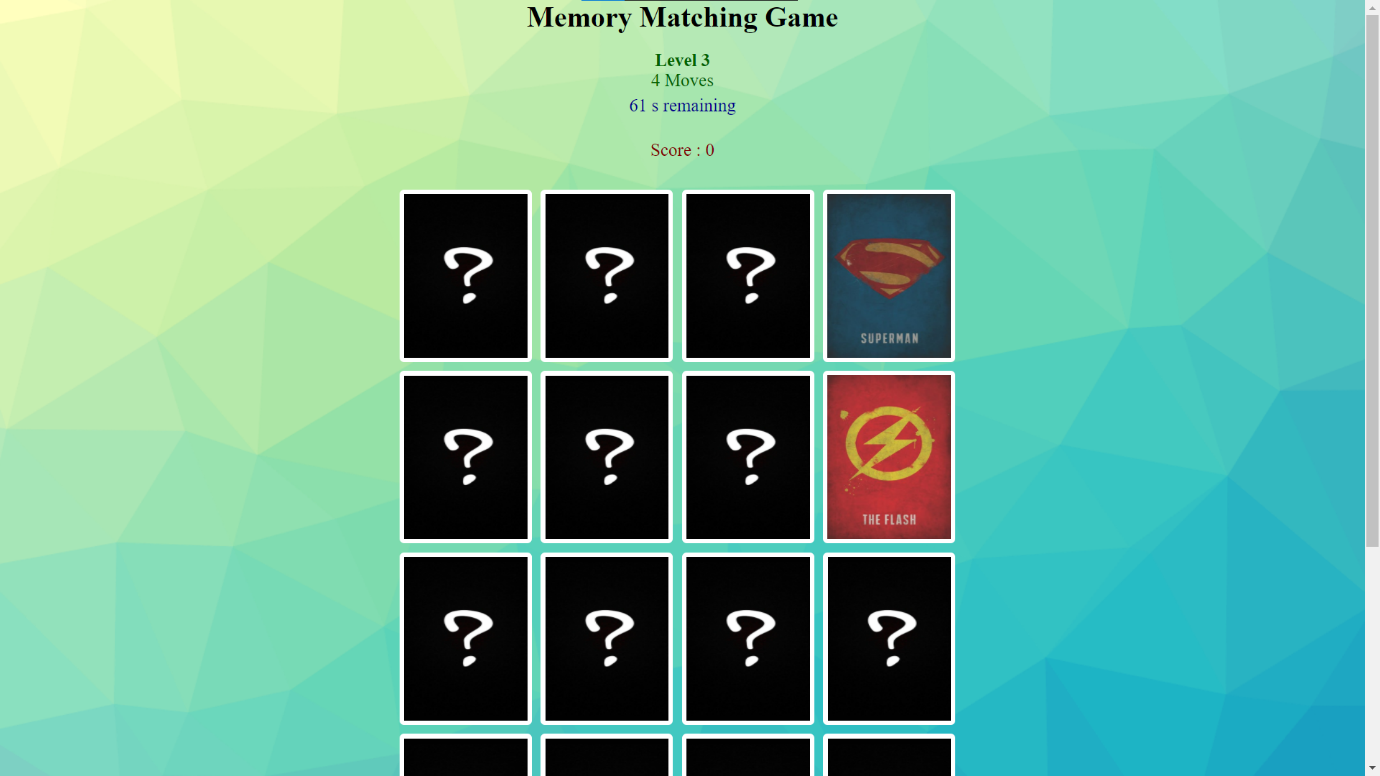 Memory Matching Game
Level 3
4 Moves
61 s remaining
Score : 0
? ? ? SUPERMAN
? ? ? THE FLASH
? ? ? ?